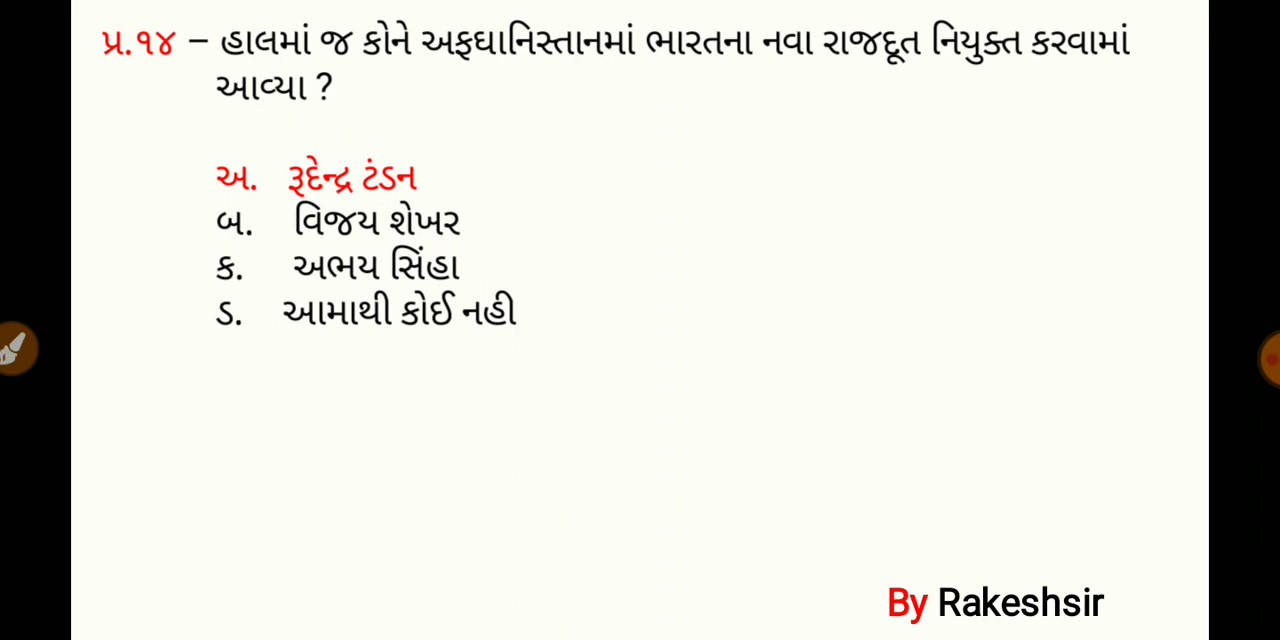 પ્ર.૧૪ – હાલમાં જ કોને અફઘાનિસ્તાનમાં ભારતના નવા રાજદૂત નિયુક્ત કરવામાં
આવ્યા ?
અ. રૂદેન્દ્ર ટંડન
બ. વિજય શેખર
ક. અભય સિંહા
ડ. આમાથી કોઈ નહી
By Rakeshsir